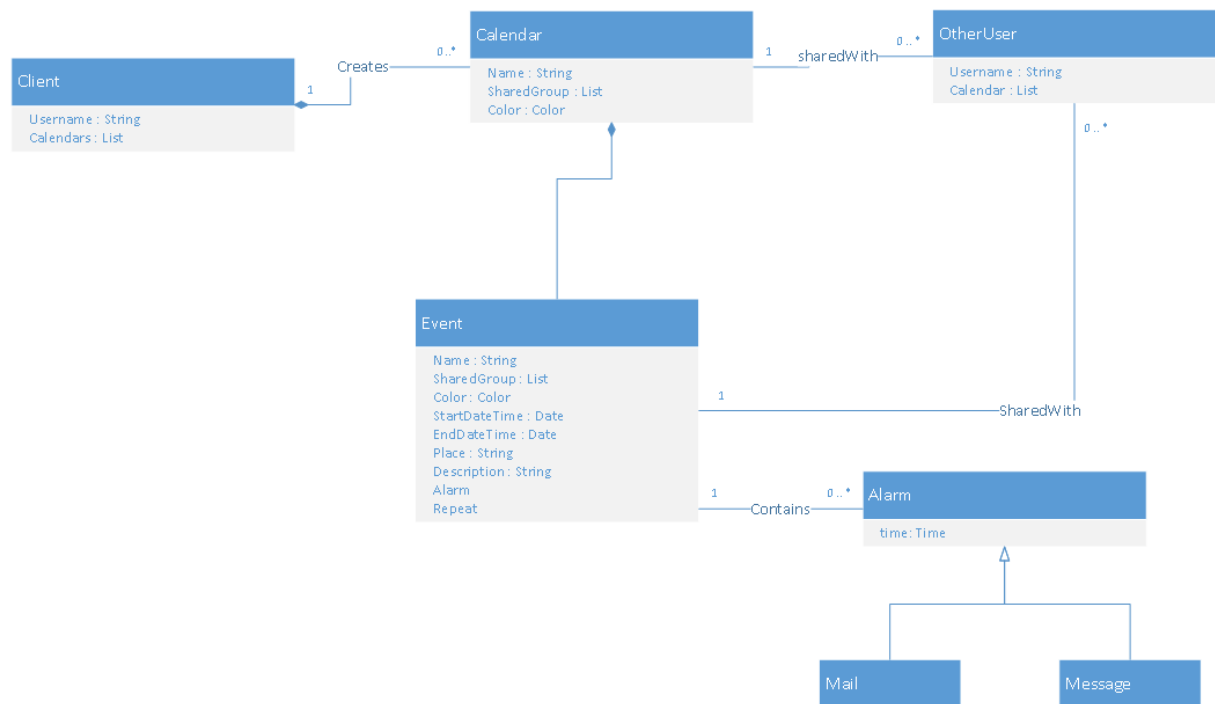 Client
Username : String
Calendars : List
1
Creates
0..*
Calendar
Name : String
SharedGroup : List
Color : Color
1
sharedWith
0..*
OtherUser
Username : String
Calendar : List
0..*
Event
Name : String
SharedGroup : List
Color : Color
StartDateTime : Date
EndDateTime : Date
Place : String
Description : String
Alarm
Repeat
1
SharedWith
1
Contains
0..*
Alarm
time: Time
Mail
Message